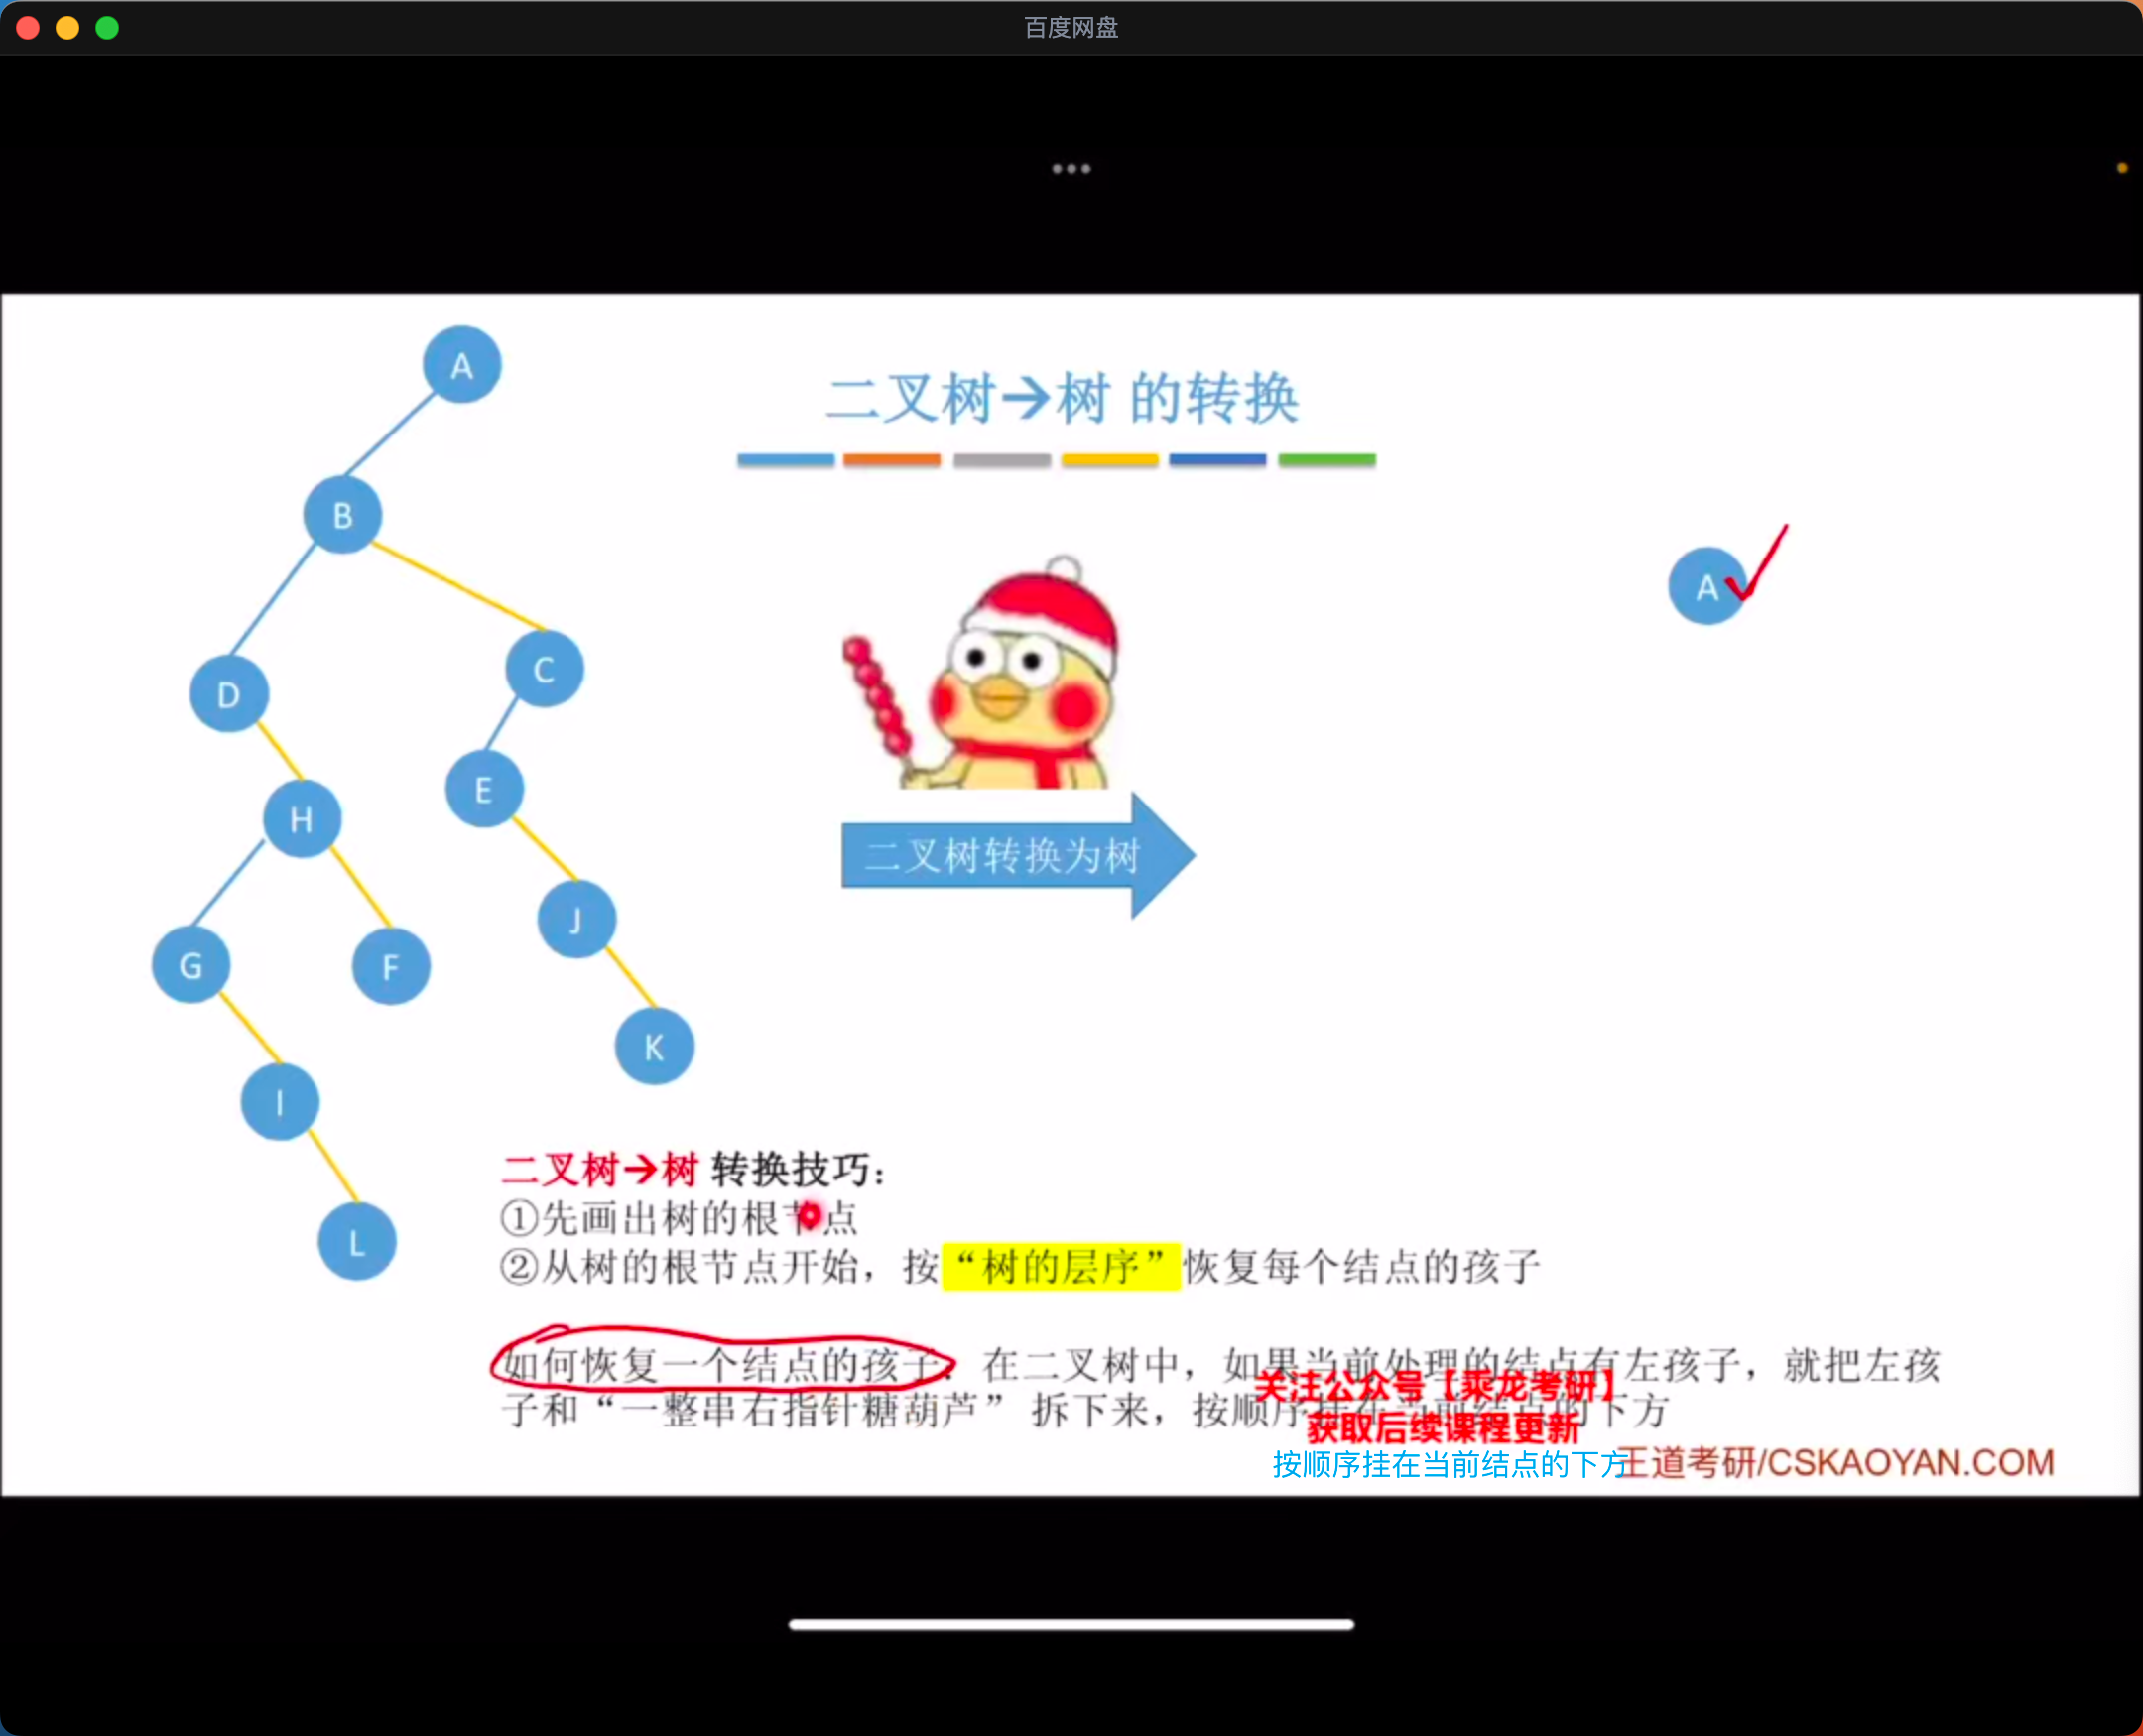 百度网盘
二叉树→树 的转换
A
B
C
D
E
H
J
G
F
K
I
L
A
二叉树转换为树
二叉树→树 转换技巧：
①先画出树的根节点
②从树的根节点开始，按“树的层序”恢复每个结点的孩子
如何恢复一个结点的孩子：在二叉树中，如果当前处理的结点有左孩子，就把左孩
子和“一整串右指针糖葫芦” 拆下来，按顺序挂在当前结点的下方
关注公众号【乘龙考研】
获取后续课程更新
按顺序挂在当前结点的下方
王道考研/CSKAOYAN.COM